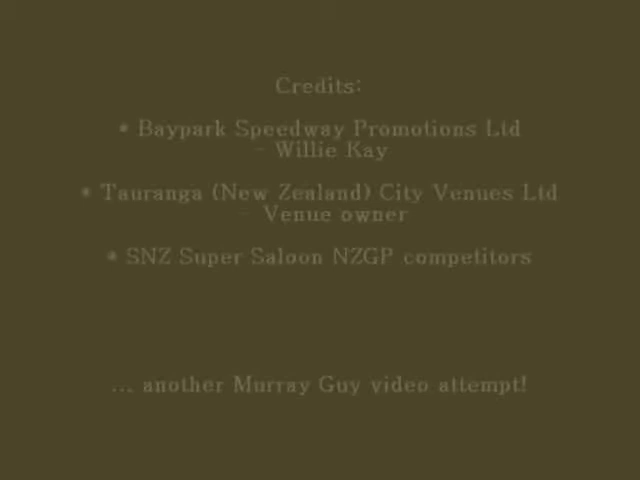 Credits:
* Baypark Speedway Promotions Ltd
- Willie Kay
* Tauranga (New Zealand) City Venues Ltd
- Venue owner
* SNZ Super Saloon NZGP competitors
... another Murray Guy video attempt!